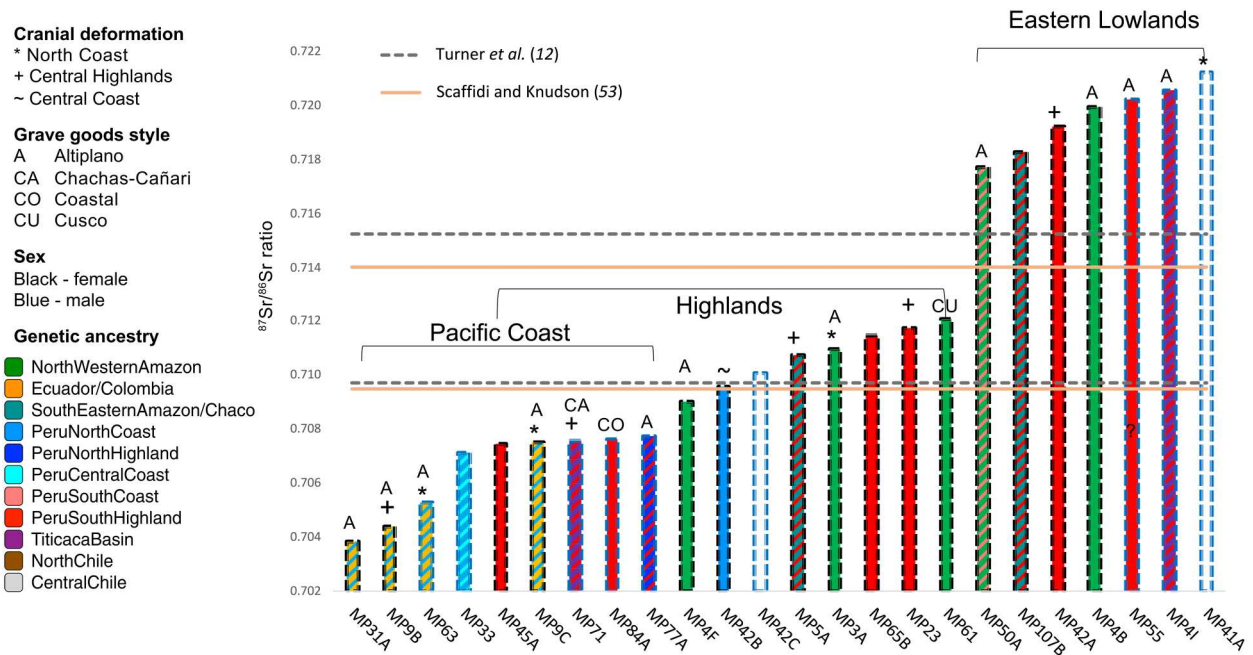 Cranial deformation
* North Coast
+ Central Highlands
~ Central Coast
Grave goods style
A Altiplano
CA Chachas-Cañari
CO Coastal
CU Cusco
Sex
Black - female
Blue - male
Genetic ancestry
NorthWesternAmazon
Ecuador/Colombia
SouthEasternAmazon/Chaco
PeruNorthCoast
PeruNorthHighland
PeruCentralCoast
PeruSouthCoast
PeruSouthHighland
TiticacaBasin
NorthChile
CentralChile
⁸⁷Sr/⁸⁶Sr ratio
0.722
0.720
0.718
0.716
0.714
0.712
0.710
0.708
0.706
0.704
0.702
Turner et al. (12)
Scaffidi and Knudson (53)
Pacific Coast
Highlands
Eastern Lowlands
A
A
+
A
*
A
*
CA
+
CO
A
A
~
+
A
*
+
CU
A
+
A
A
?
A
*
MP31A
MP9B
MP63
MP33
MP45A
MP9C
MP71
MP84A
MP77A
MP4F
MP42B
MP42C
MP5A
MP3A
MP65B
MP23
MP61
MP50A
MP107B
MP42A
MP4B
MP55
MP4I
MP41A